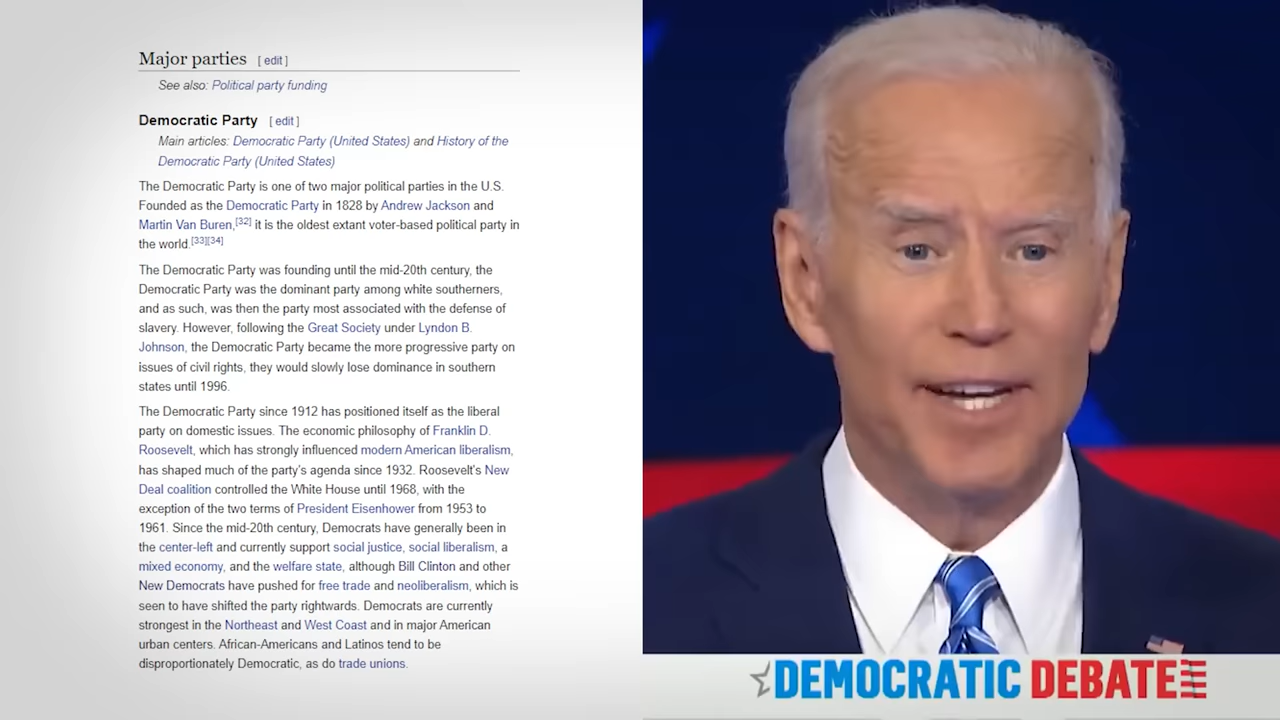 Major parties [ edit ]
See also: Political party funding
Democratic Party [ edit ]
Main articles: Democratic Party (United States) and History of the
Democratic Party (United States)
The Democratic Party is one of two major political parties in the U.S.
Founded as the Democratic Party in 1828 by Andrew Jackson and
Martin Van Buren,[32] it is the oldest extant voter-based political party in
the world.[33][34]
The Democratic Party was founding until the mid-20th century, the
Democratic Party was the dominant party among white southerners,
and as such, was then the party most associated with the defense of
slavery. However, following the Great Society under Lyndon B.
Johnson, the Democratic Party became the more progressive party on
issues of civil rights, they would slowly lose dominance in southern
states until 1996.
The Democratic Party since 1912 has positioned itself as the liberal
party on domestic issues. The economic philosophy of Franklin D.
Roosevelt, which has strongly influenced modern American liberalism,
has shaped much of the party's agenda since 1932. Roosevelt's New
Deal coalition controlled the White House until 1968, with the
exception of the two terms of President Eisenhower from 1953 to
1961. Since the mid-20th century, Democrats have generally been in
the center-left and currently support social justice, social liberalism, a
mixed economy, and the welfare state, although Bill Clinton and other
New Democrats have pushed for free trade and neoliberalism, which is
seen to have shifted the party rightwards. Democrats are currently
strongest in the Northeast and West Coast and in major American
urban centers. African-Americans and Latinos tend to be
disproportionately Democratic, as do trade unions.
DEMOCRATIC DEBATE